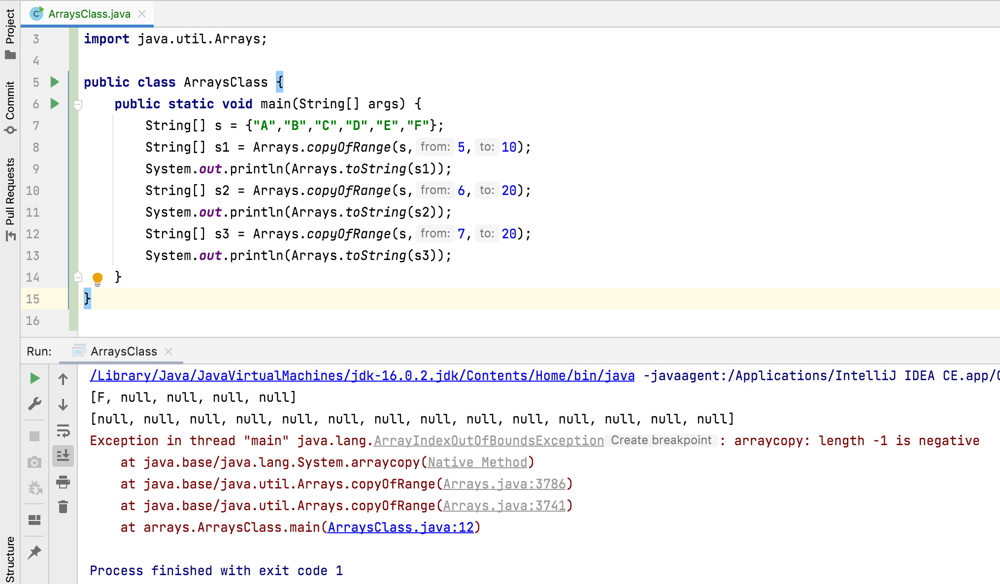 Project
Commit
Pull Requests
Structure
C ArraysClass.java
3 import java.util.Arrays;
4
5 public class ArraysClass {
6 public static void main(String[] args) {
7 String[] s = {"A","B","C","D","E","F"};
8 String[] s1 = Arrays.copyOfRange(s, from: 5, to: 10);
9 System.out.println(Arrays.toString(s1));
10 String[] s2 = Arrays.copyOfRange(s, from: 6, to: 20);
11 System.out.println(Arrays.toString(s2));
12 String[] s3 = Arrays.copyOfRange(s, from: 7, to: 20);
13 System.out.println(Arrays.toString(s3));
14 }
15 }
16
Run: ArraysClass
/Library/Java/JavaVirtualMachines/jdk-16.0.2.jdk/Contents/Home/bin/java -javaagent:/Applications/IntelliJ IDEA CE.app/C
[F, null, null, null, null]
[null, null, null, null, null, null, null, null, null, null, null, null, null, null]
Exception in thread "main" java.lang.ArrayIndexOutOfBoundsException Create breakpoint : arraycopy: length -1 is negative
at java.base/java.lang.System.arraycopy(Native Method)
at java.base/java.util.Arrays.copyOfRange(Arrays.java:3786)
at java.base/java.util.Arrays.copyOfRange(Arrays.java:3741)
at arrays.ArraysClass.main(ArraysClass.java:12)
Process finished with exit code 1